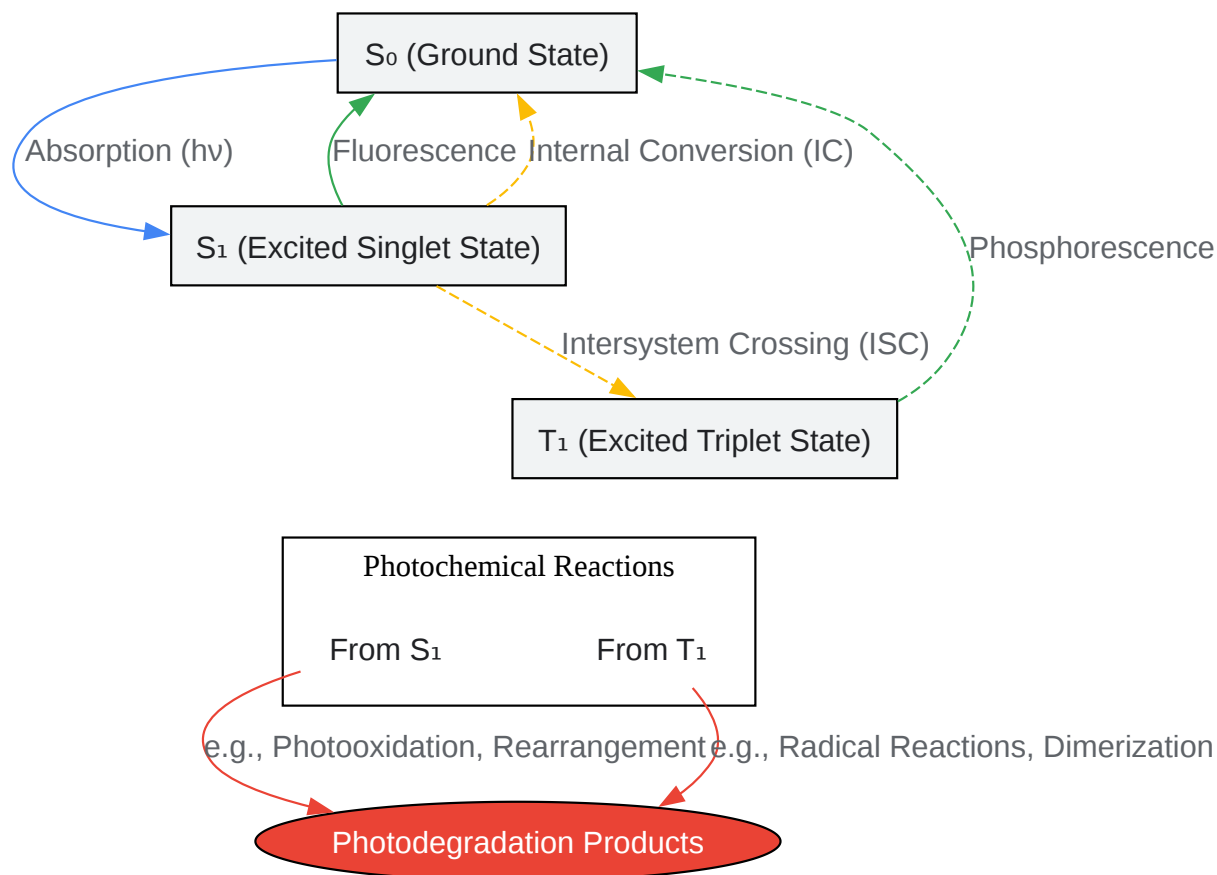 S₀ (Ground State)
Absorption (hν)
Fluorescence
Internal Conversion (IC)
S₁ (Excited Singlet State)
Phosphorescence
Intersystem Crossing (ISC)
T₁ (Excited Triplet State)
Photochemical Reactions
From S₁
From T₁
e.g., Photooxidation, Rearrangement
e.g., Radical Reactions, Dimerization
Photodegradation Products